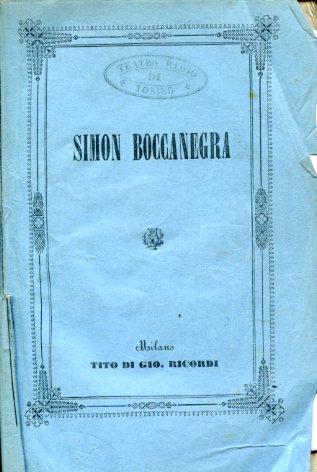 TEATRO REGIO
DI
TORINO
SIMON BOCCANEGRA
Milano
TITO DI GIO. RICORDI